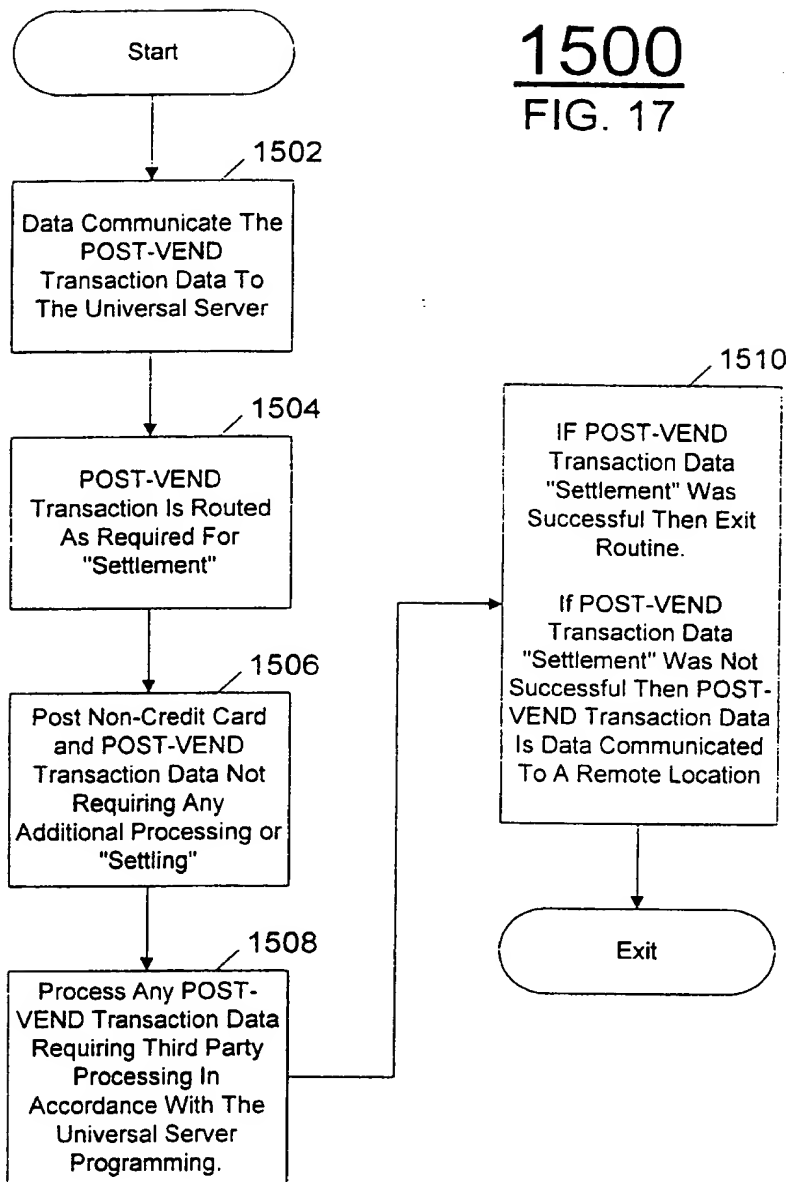 1500
FIG. 17
Start
1502
Data Communicate The
POST-VEND
Transaction Data To
The Universal Server
1504
POST-VEND
Transaction Is Routed
As Required For
"Settlement"
1506
Post Non-Credit Card
and POST-VEND
Transaction Data Not
Requiring Any
Additional Processing or
"Settling"
1508
Process Any POST-
VEND Transaction Data
Requiring Third Party
Processing In
Accordance With The
Universal Server
Programming.
1510
IF POST-VEND
Transaction Data
"Settlement" Was
Successful Then Exit
Routine.
If POST-VEND
Transaction Data
"Settlement" Was Not
Successful Then POST-
VEND Transaction Data
Is Data Communicated
To A Remote Location
Exit